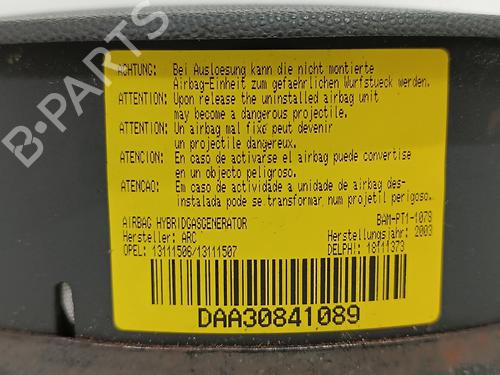 B-PARTS
ACHTUNG: Bei Ausloesung kann die nicht montierte
Airbag-Einheit zum gefaehrlichen Wurfstueck werden.
ATTENTION: Upon release the uninstalled airbag unit
may become a dangerous projectile.
ATTENTION: Un airbag mal fixé peut devenir
un projectile dangereux.
ATENCION: En caso de activarse el airbag puede convertise
en un objecto peligroso.
ATENCAO: Em caso de actividade a unidade de airbag des-
instalada pode se transformar num projetil perigoso.
AIRBAG HYBRIDGASGENERATOR BAM-PT1-1073
Hersteller: ARC Herstellungsjahr: 2003
OPEL: 13111506/13111507 DELPHI: 18111373
DAA30841089